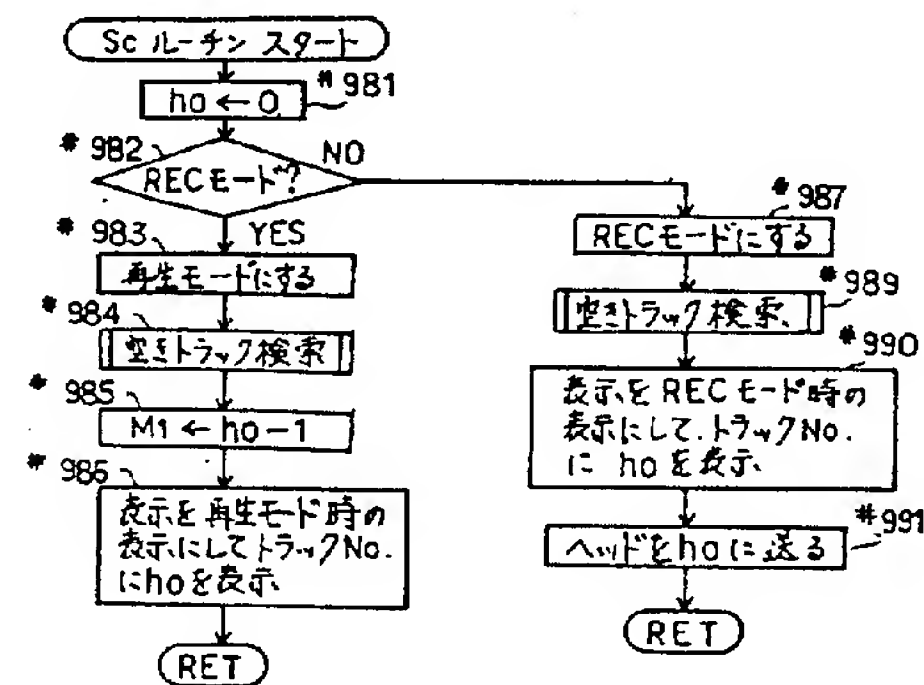 Sc ルーチン スタート
#981
ho ← 0
#982
RECモード?
NO
YES
#983
再生モードにする
#984
空きトラック検索
#985
M1 ← ho-1
#986
表示を再生モード時の
表示にしてトラックNo.
にhoを表示
RET
#987
RECモードにする
#989
空きトラック検索
#990
表示をRECモード時の
表示にして、トラックNo.
に ho を表示
#991
ヘッドをhoに送る
RET